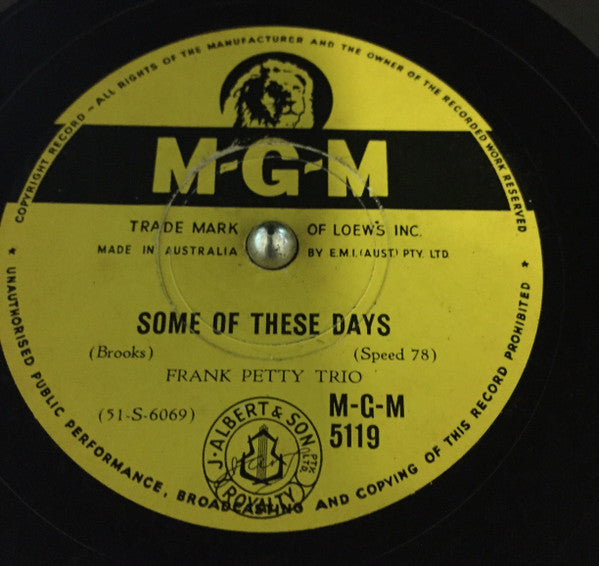 COPYRIGHT RECORD – ALL RIGHTS OF THE MANUFACTURER AND THE OWNER OF THE RECORDED WORK RESERVED
M-G-M
TRADE MARK OF LOEWS INC.
MADE IN AUSTRALIA BY E.M.I. (AUST) PTY. LTD
SOME OF THESE DAYS
(Brooks) (Speed 78)
FRANK PETTY TRIO
(51-S-6069) M-G-M
5119
J. ALBERT & SON PTY. LTD.
ROYALTY
★ UNAUTHORISED PUBLIC PERFORMANCE, BROADCASTING AND COPYING OF THIS RECORD PROHIBITED ★